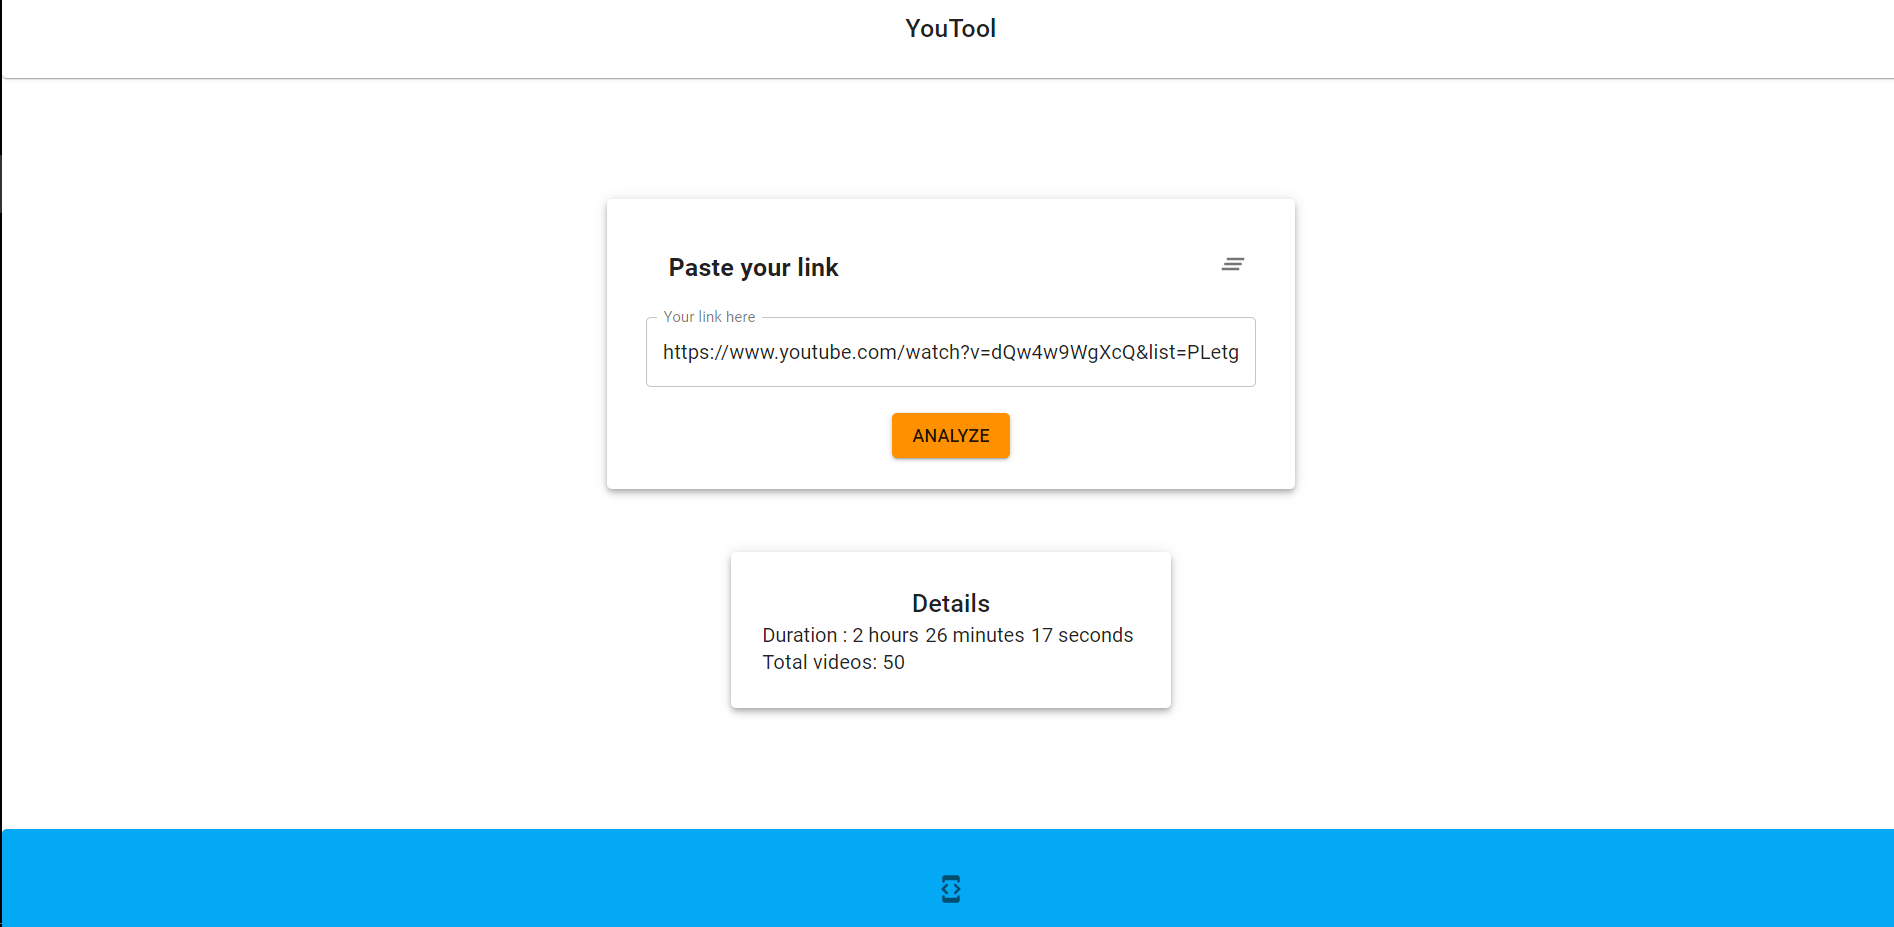 YouTool
Paste your link
Your link here
https://www.youtube.com/watch?v=dQw4w9WgXcQ&list=PLetg
ANALYZE
Details
Duration : 2 hours 26 minutes 17 seconds
Total videos: 50